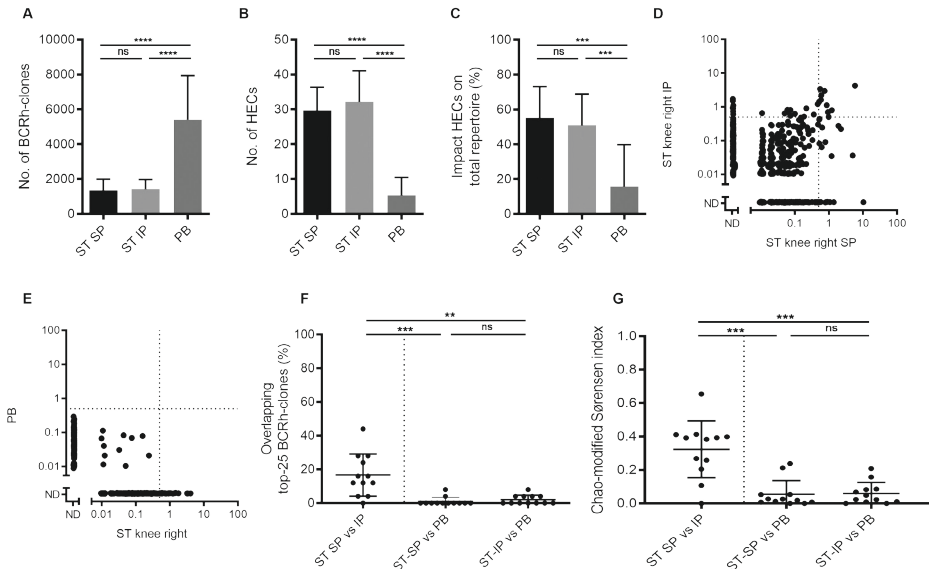 A
No. of BCRh-clones
10000
8000
6000
4000
2000
0
****
ns
****
ST SP
ST IP
PB
B
No. of HECs
40
30
20
10
0
****
ns
****
ST SP
ST IP
PB
C
Impact HECs on
total repertoire (%)
100
80
60
40
20
0
***
ns
***
ST SP
ST IP
PB
D
ST knee right IP
100
10
1
0.1
0.01
ND
ND
0.1
1
10
100
ST knee right SP
E
PB
100
10
1
0.1
0.01
ND
ND
0.01
0.1
1
10
100
ST knee right
F
Overlapping
top-25 BCRh-clones (%)
100
80
60
40
20
0
**
***
ns
ST SP vs IP
ST-SP vs PB
ST-IP vs PB
G
Chao-modified Sørensen index
1.0
0.8
0.6
0.4
0.2
0.0
***
***
ns
ST SP vs IP
ST-SP vs PB
ST-IP vs PB